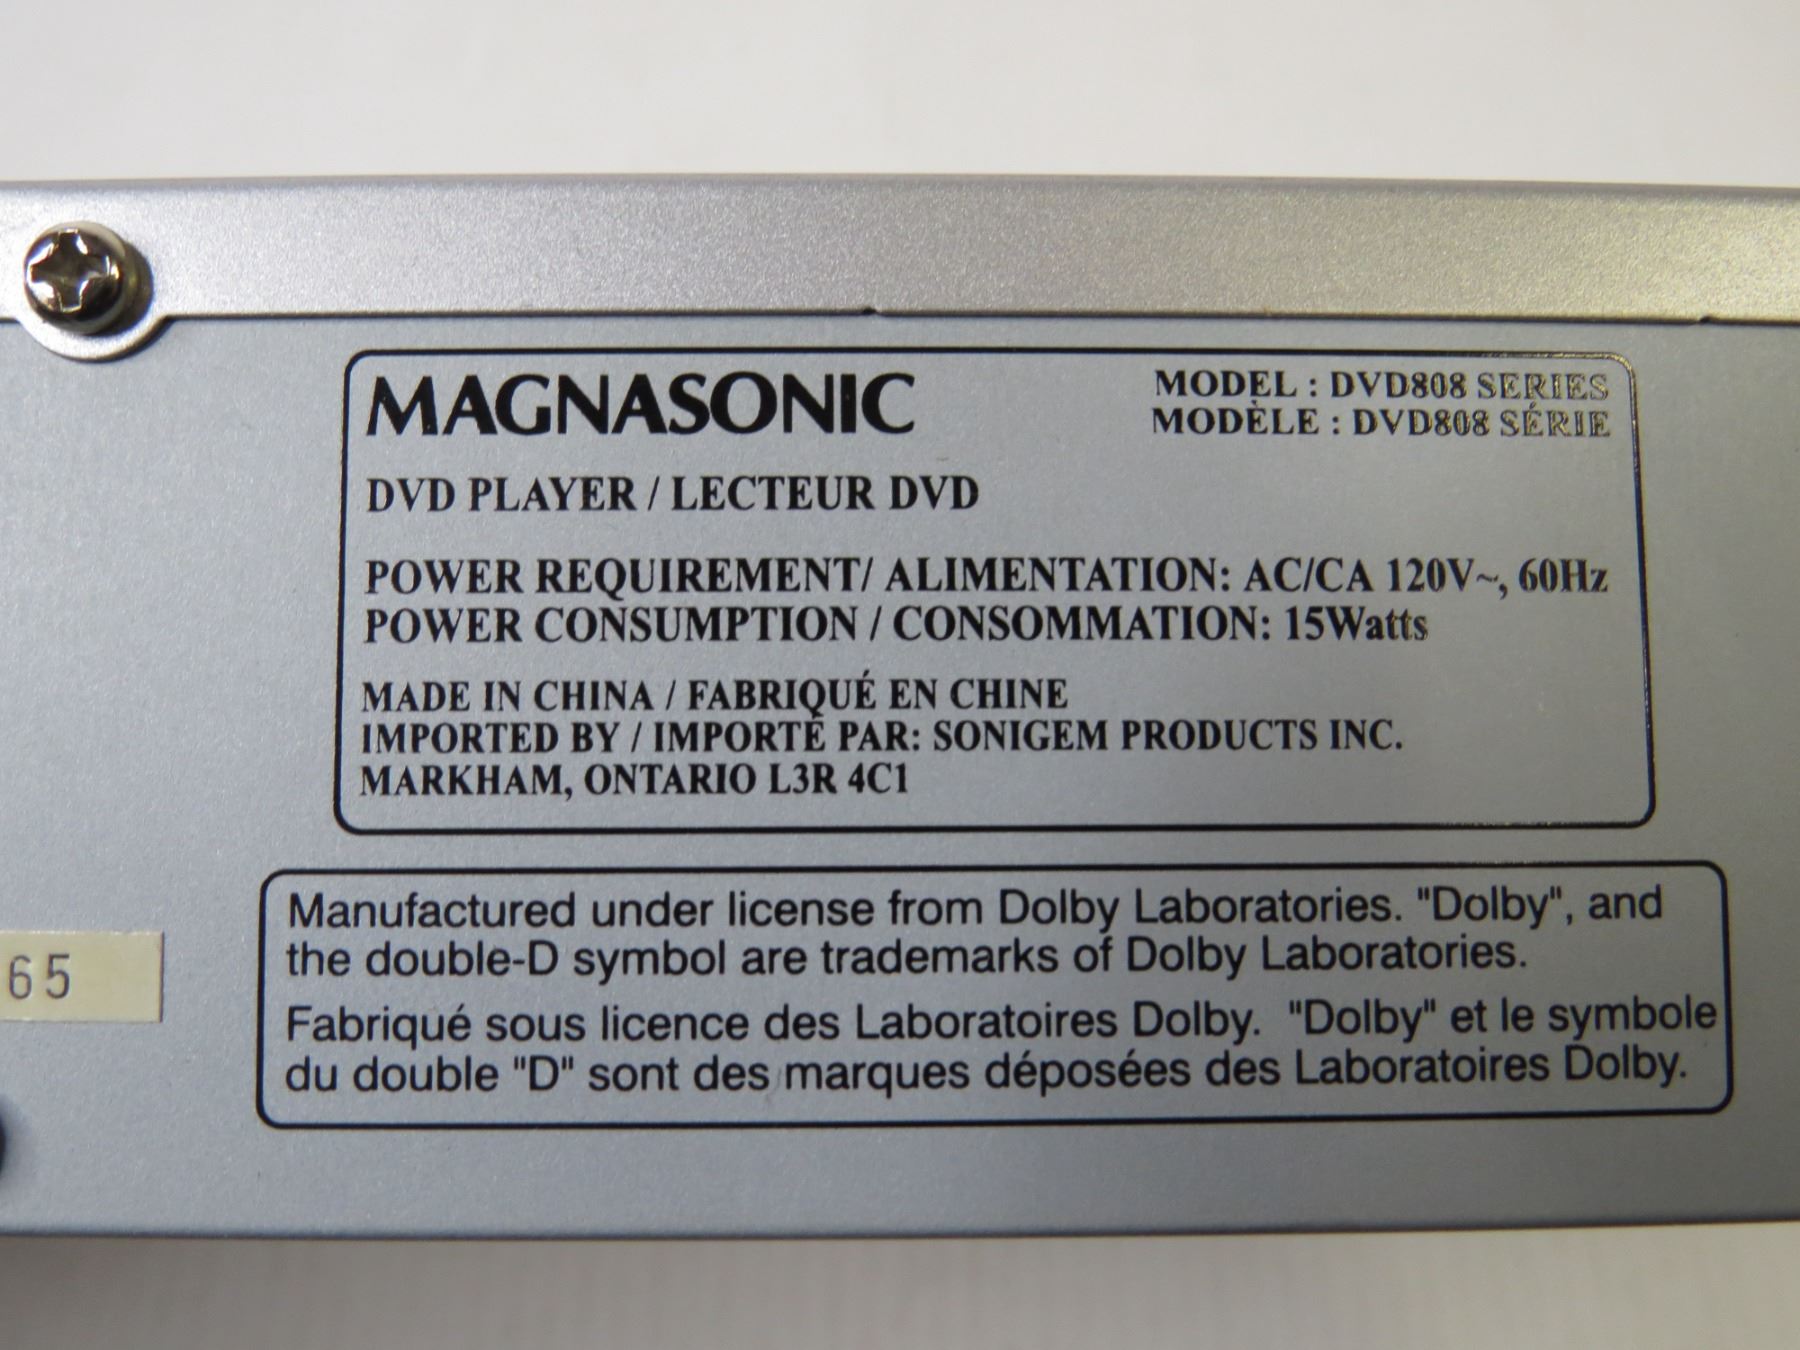 MAGNASONIC
MODEL : DVD808 SERIES
MODÈLE : DVD808 SÉRIE
DVD PLAYER / LECTEUR DVD
POWER REQUIREMENT/ ALIMENTATION: AC/CA 120V~, 60Hz
POWER CONSUMPTION / CONSOMMATION: 15Watts
MADE IN CHINA / FABRIQUÉ EN CHINE
IMPORTED BY / IMPORTÉ PAR: SONIGEM PRODUCTS INC.
MARKHAM, ONTARIO L3R 4C1
65
Manufactured under license from Dolby Laboratories. "Dolby", and
the double-D symbol are trademarks of Dolby Laboratories.
Fabriqué sous licence des Laboratoires Dolby. "Dolby" et le symbole
du double "D" sont des marques déposées des Laboratoires Dolby.